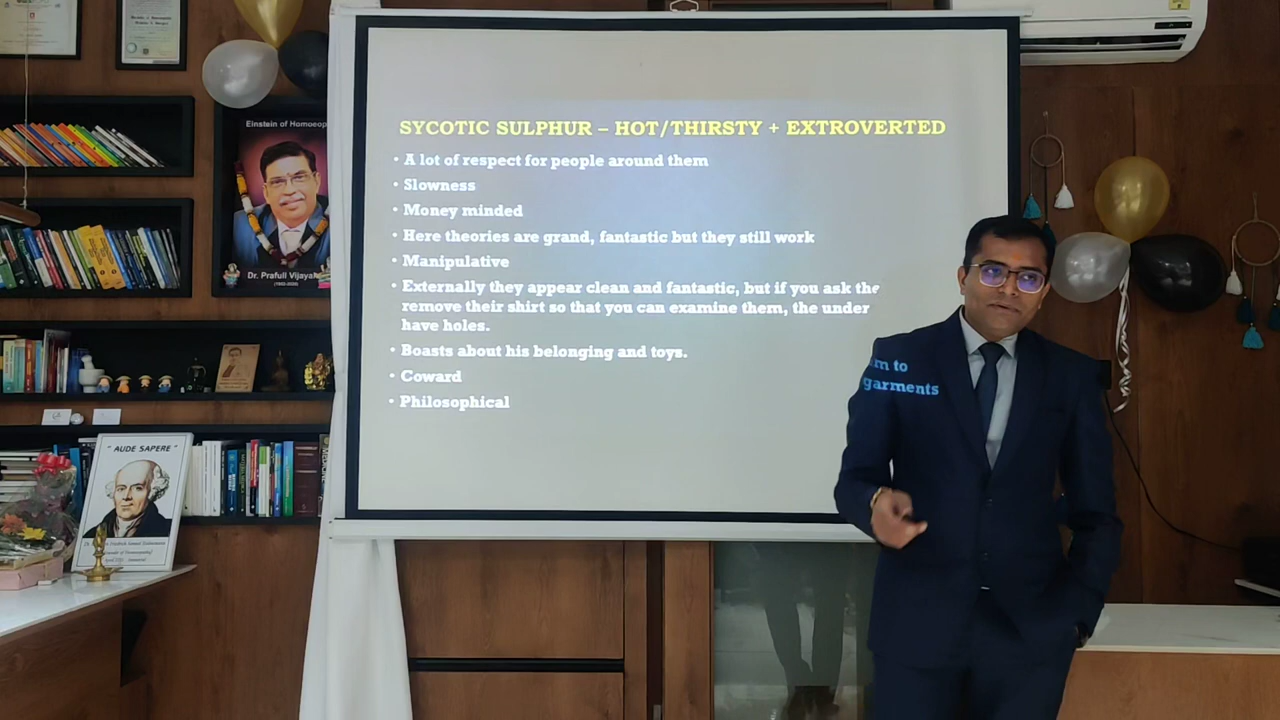 Einstein of Homoeop
Dr. Prafull Vijayak
SYCOTIC SULPHUR – HOT/THIRSTY + EXTROVERTED
• A lot of respect for people around them
• Slowness
• Money minded
• Here theories are grand, fantastic but they still work
• Manipulative
• Externally they appear clean and fantastic, but if you ask the
remove their shirt so that you can examine them, the under
have holes.
m to
garments
• Boasts about his belonging and toys.
• Coward
• Philosophical
" AUDE SAPERE "